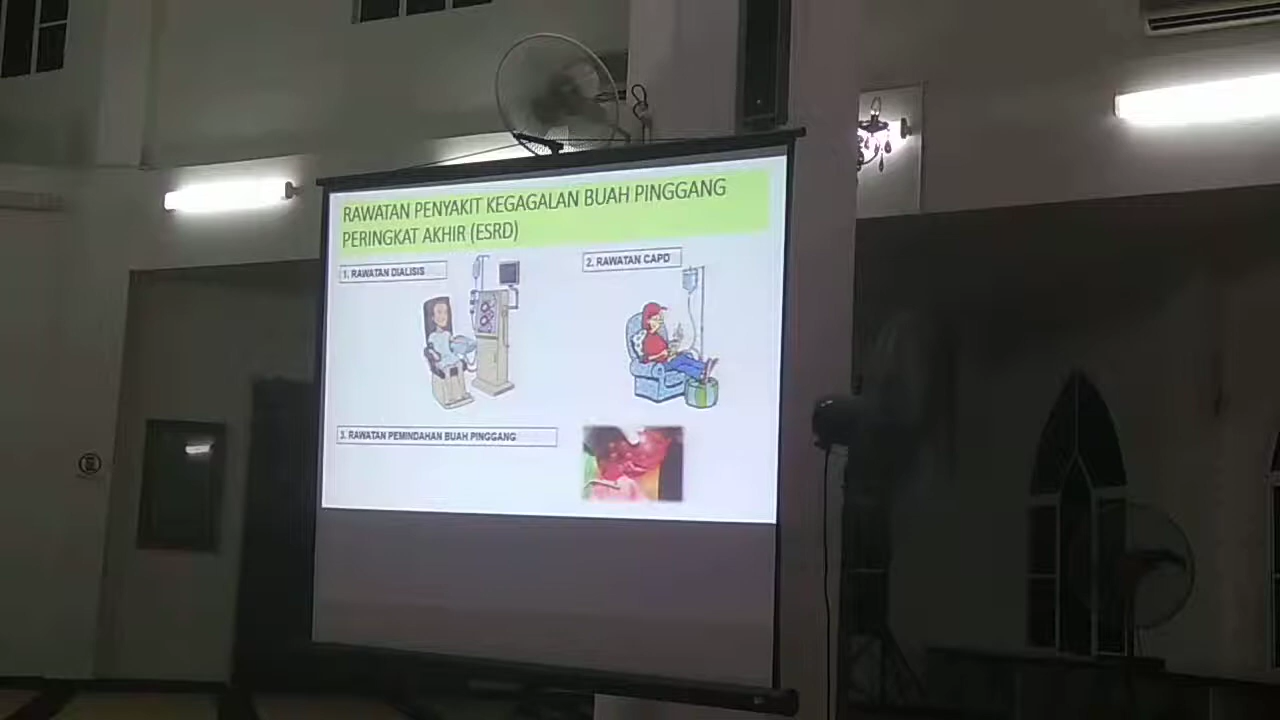 RAWATAN PENYAKIT KEGAGALAN BUAH PINGGANG
PERINGKAT AKHIR (ESRD)
1. RAWATAN DIALISIS
2. RAWATAN CAPD
3. RAWATAN PEMINDAHAN BUAH PINGGANG